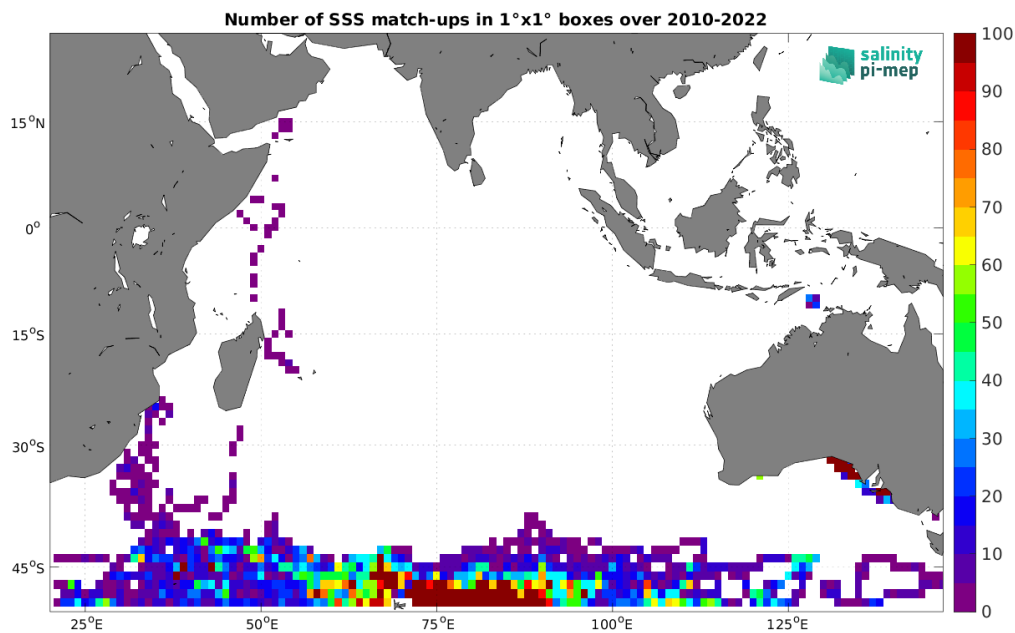 Number of SSS match-ups in 1°x1° boxes over 2010-2022
salinity
pi-mep
15°N
0°
15°S
30°S
45°S
25°E
50°E
75°E
100°E
125°E
100
90
80
70
60
50
40
30
20
10
0